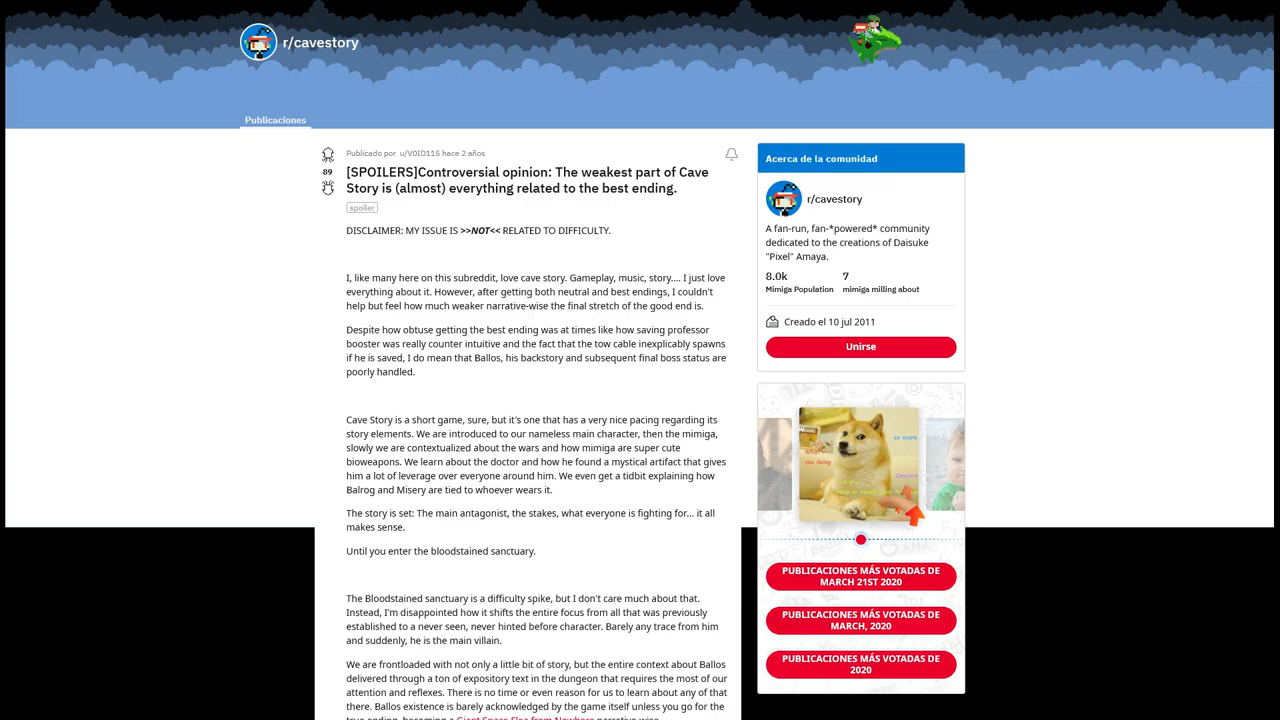 r/cavestory
Publicaciones
Publicado por u/V0ID115 hace 2 años
89
[SPOILERS]Controversial opinion: The weakest part of Cave
Story is (almost) everything related to the best ending.
spoiler
DISCLAIMER: MY ISSUE IS >>NOT<< RELATED TO DIFFICULTY.
I, like many here on this subreddit, love cave story. Gameplay, music, story.... I just love
everything about it. However, after getting both neutral and best endings, I couldn't
help but feel how much weaker narrative-wise the final stretch of the good end is.
Despite how obtuse getting the best ending was at times like how saving professor
booster was really counter intuitive and the fact that the tow cable inexplicably spawns
if he is saved, I do mean that Ballos, his backstory and subsequent final boss status are
poorly handled.
Cave Story is a short game, sure, but it's one that has a very nice pacing regarding its
story elements. We are introduced to our nameless main character, then the mimiga,
slowly we are contextualized about the wars and how mimiga are super cute
bioweapons. We learn about the doctor and how he found a mystical artifact that gives
him a lot of leverage over everyone around him. We even get a tidbit explaining how
Balrog and Misery are tied to whoever wears it.
The story is set: The main antagonist, the stakes, what everyone is fighting for... it all
makes sense.
Until you enter the bloodstained sanctuary.
The Bloodstained sanctuary is a difficulty spike, but I don't care much about that.
Instead, I'm disappointed how it shifts the entire focus from all that was previously
established to a never seen, never hinted before character. Barely any trace from him
and suddenly, he is the main villain.
We are frontloaded with not only a little bit of story, but the entire context about Ballos
delivered through a ton of expository text in the dungeon that requires the most of our
attention and reflexes. There is no time or even reason for us to learn about any of that
there. Ballos existence is barely acknowledged by the game itself unless you go for the
true ending, becoming a Giant Space Flea from Nowhere narrative-wise.
Acerca de la comunidad
r/cavestory
A fan-run, fan-*powered* community
dedicated to the creations of Daisuke
"Pixel" Amaya.
8.0k 7
Mimiga Population mimiga milling about
Creado el 10 jul 2011
Unirse
PUBLICACIONES MÁS VOTADAS DE
MARCH 21ST 2020
PUBLICACIONES MÁS VOTADAS DE
MARCH, 2020
PUBLICACIONES MÁS VOTADAS DE
2020